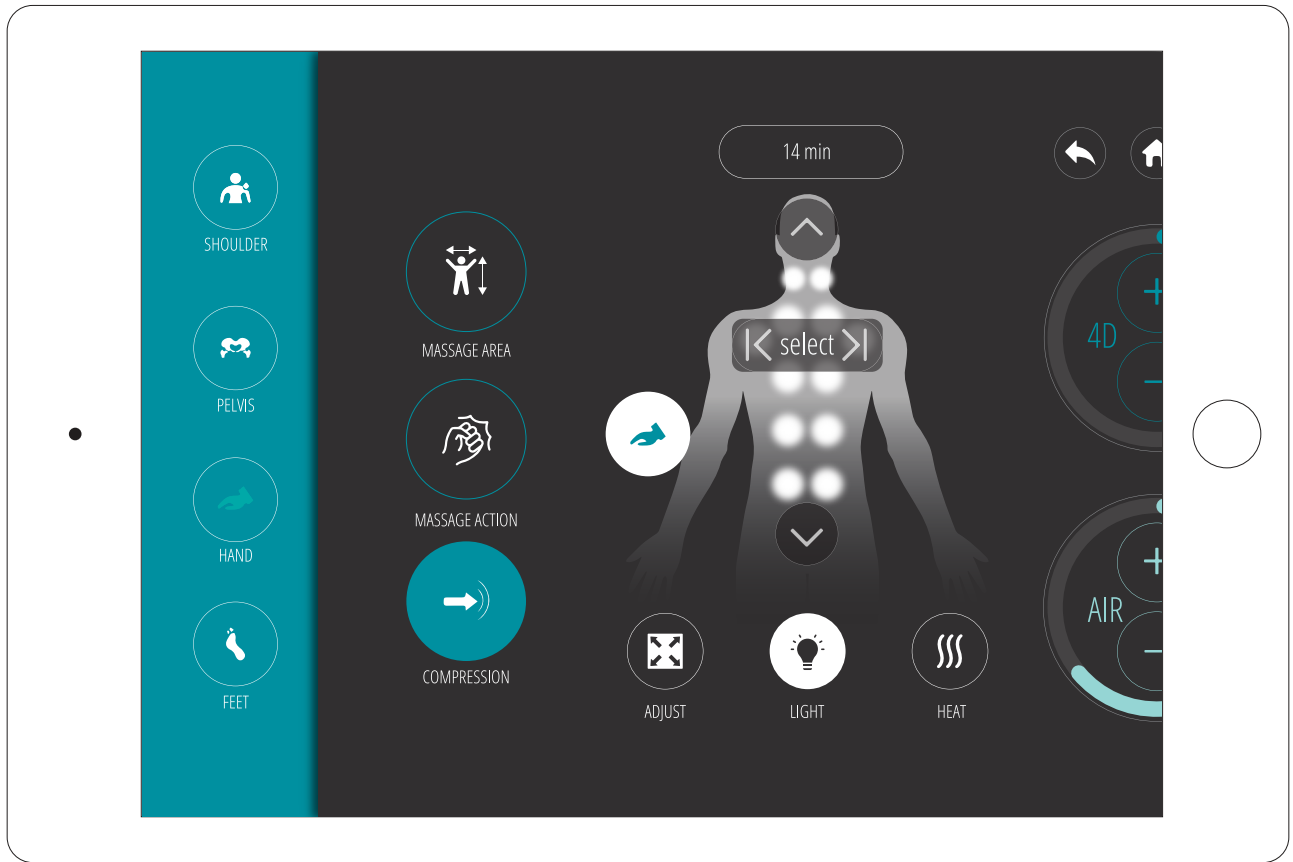 14 min
SHOULDER
PELVIS
HAND
FEET
MASSAGE AREA
MASSAGE ACTION
COMPRESSION
select
4D
+
−
AIR
+
−
ADJUST
LIGHT
HEAT